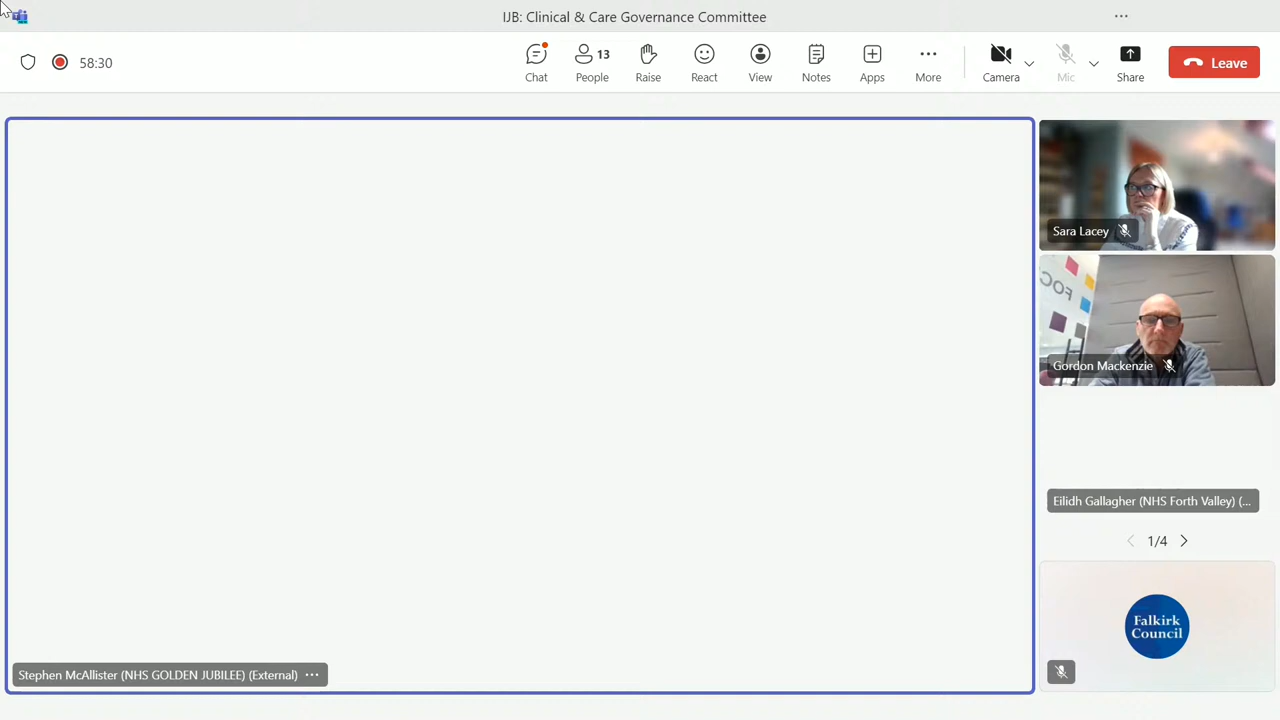 IJB: Clinical & Care Governance Committee
58:30
Chat
People
13
Raise
React
View
Notes
Apps
More
Camera
Mic
Share
Leave
Sara Lacey
FOC
Gordon Mackenzie
Eilidh Gallagher (NHS Forth Valley) (...
1/4
Falkirk
Council
Stephen McAllister (NHS GOLDEN JUBILEE) (External)